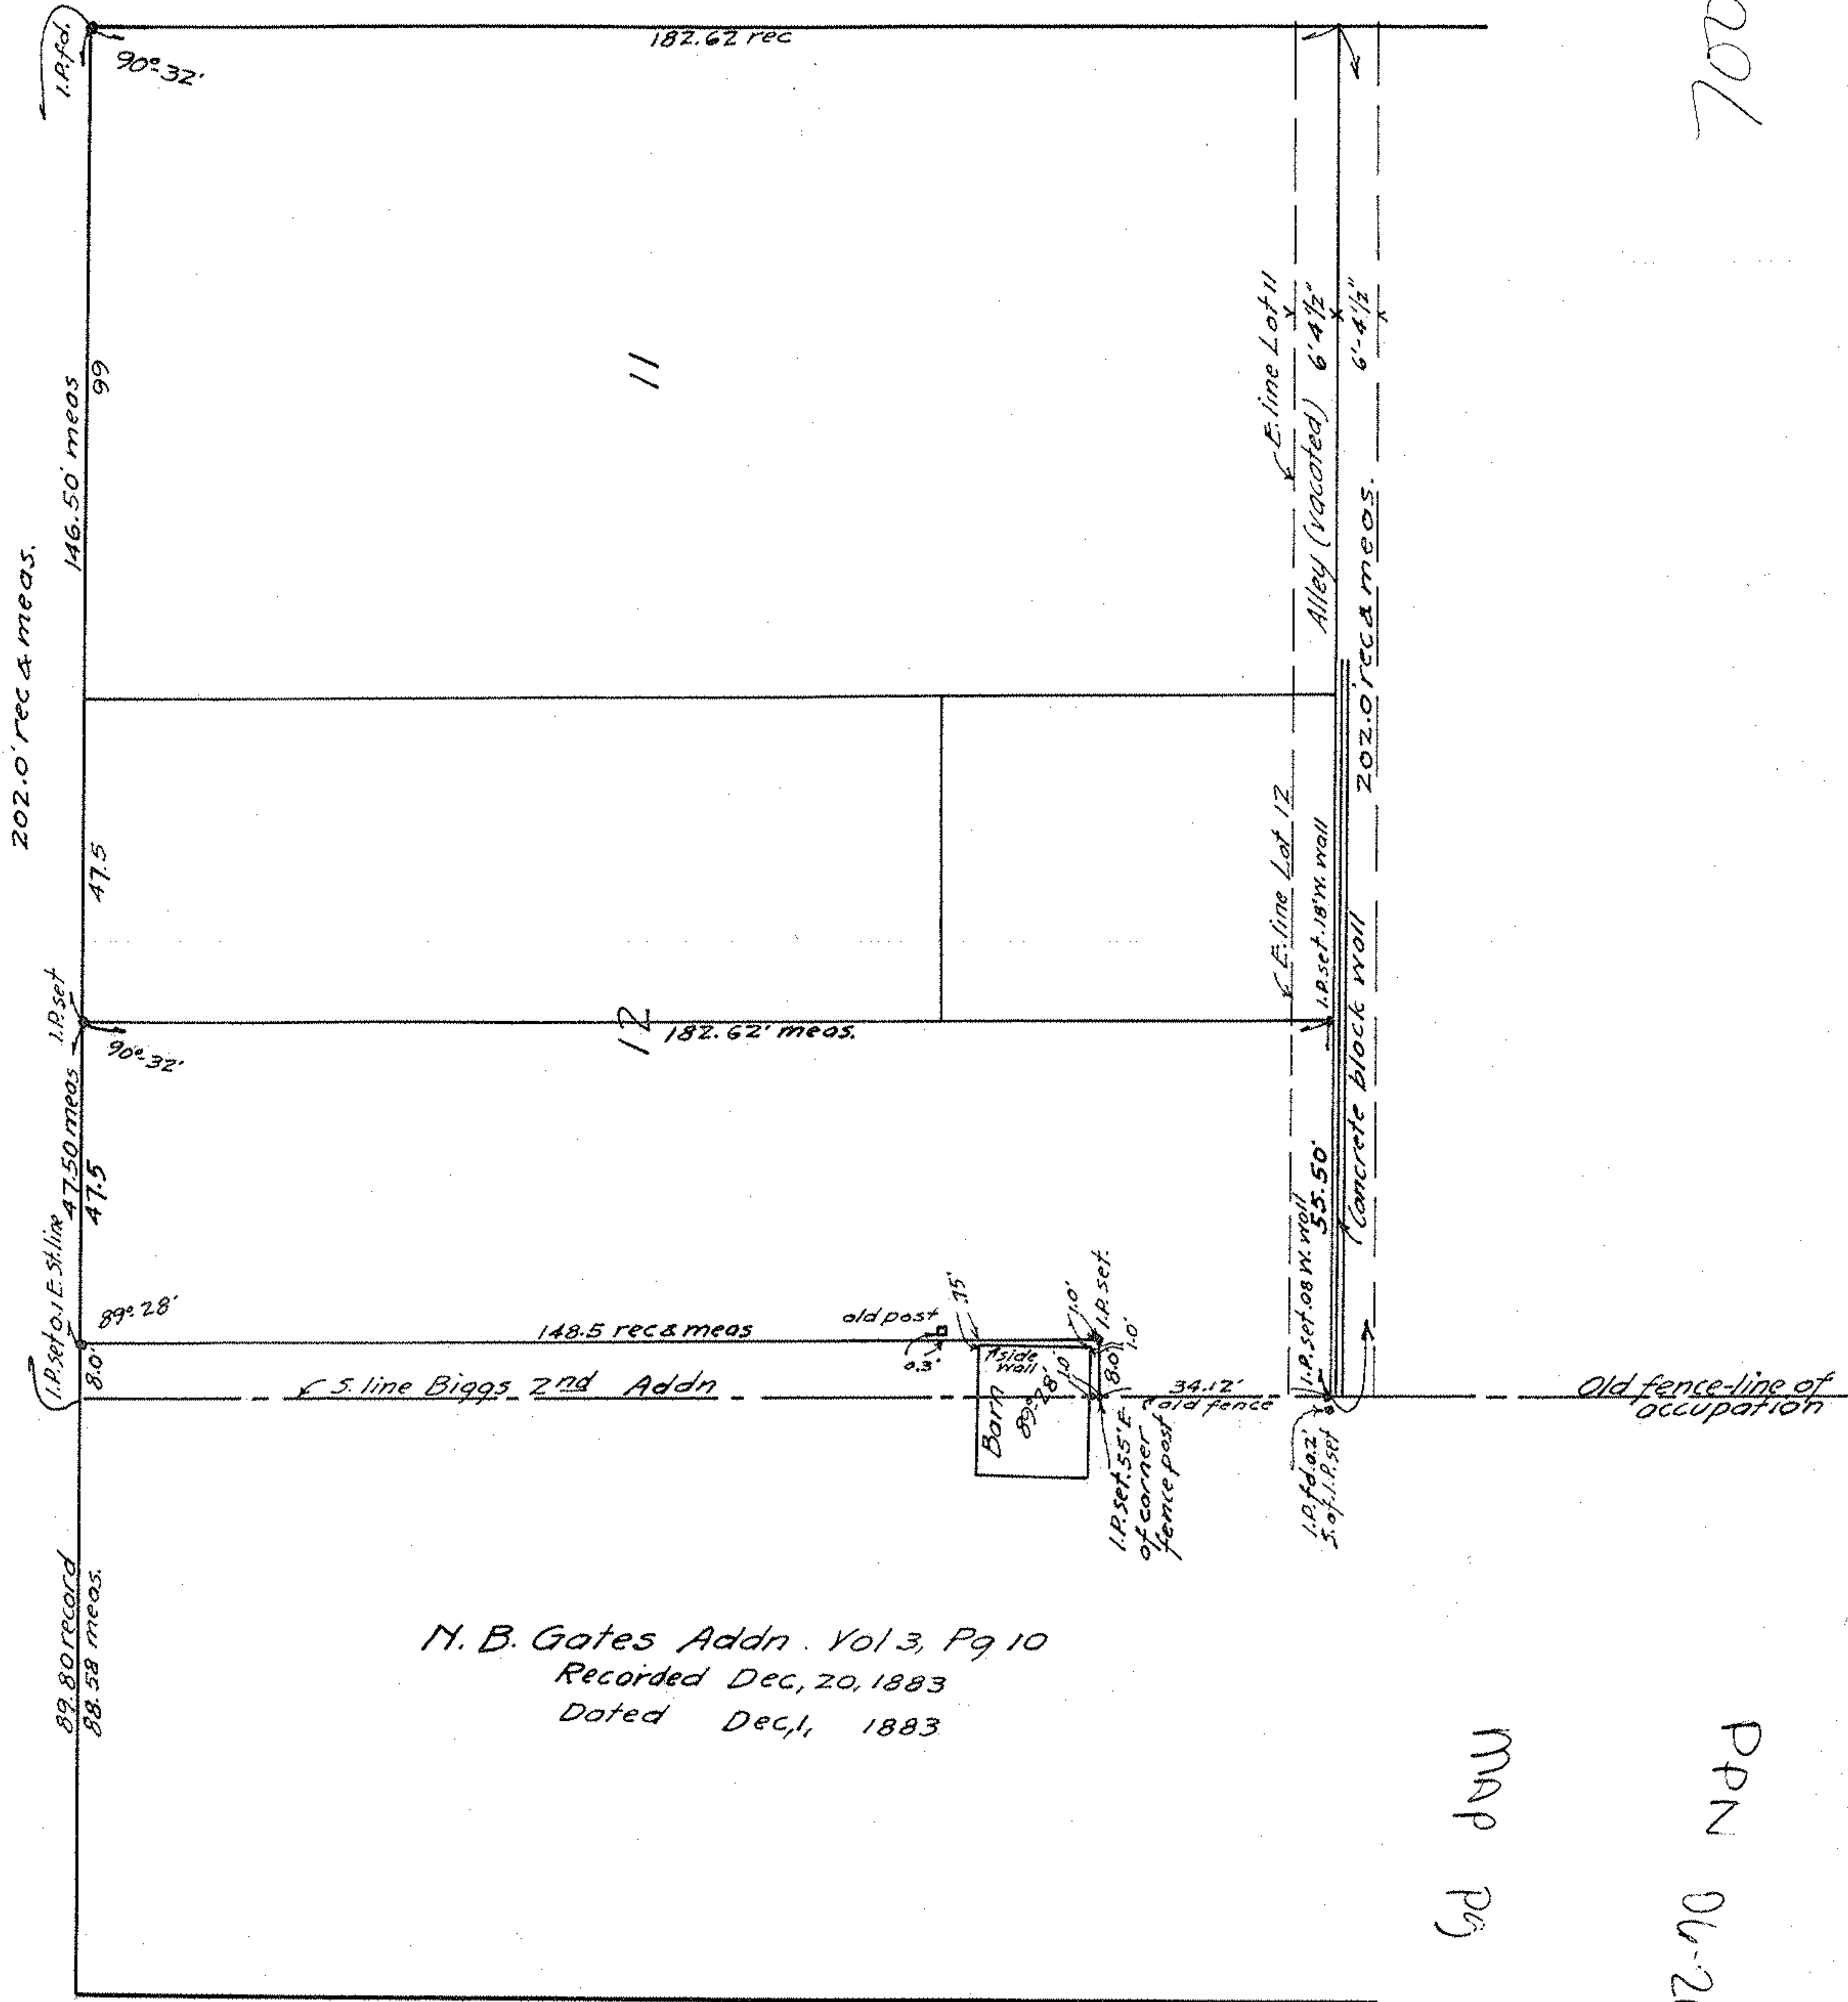 I.P.fd.
90°32'
182.62 rec
146.50' meas
99
202.0' rec & meas.
11
E. line Lot 11
Alley (vacated) 6'4½"
6'-4½"
202.0' rec & meas.
47.5
I.P. set
90°-32'
12
182.62' meas.
E. line Lot 12
I.P. set .18' W. wall
Concrete block wall
47.50 meas
47.5
I.P. set 0.1 E. St. line
8.0'
89°.28'
148.5 rec & meas
old post
0.3'
.15'
1.0'
I.P. set.
1.0'
side
wall
Barn
89°-28'
1.0'
8.0'
I.P. set .55' E.
of corner
fence post
34.12'
old fence
I.P. set .08 W. wall
55.50'
I.P. fd. 0.2'
S. of I.P. set
S. line Biggs 2nd Addn
Old fence-line of
occupation
89.80 record
88.58 meas.
N. B. Gates Addn. Vol 3, Pg 10
Recorded Dec, 20, 1883
Dated Dec, 1, 1883
Map Pg
PPN